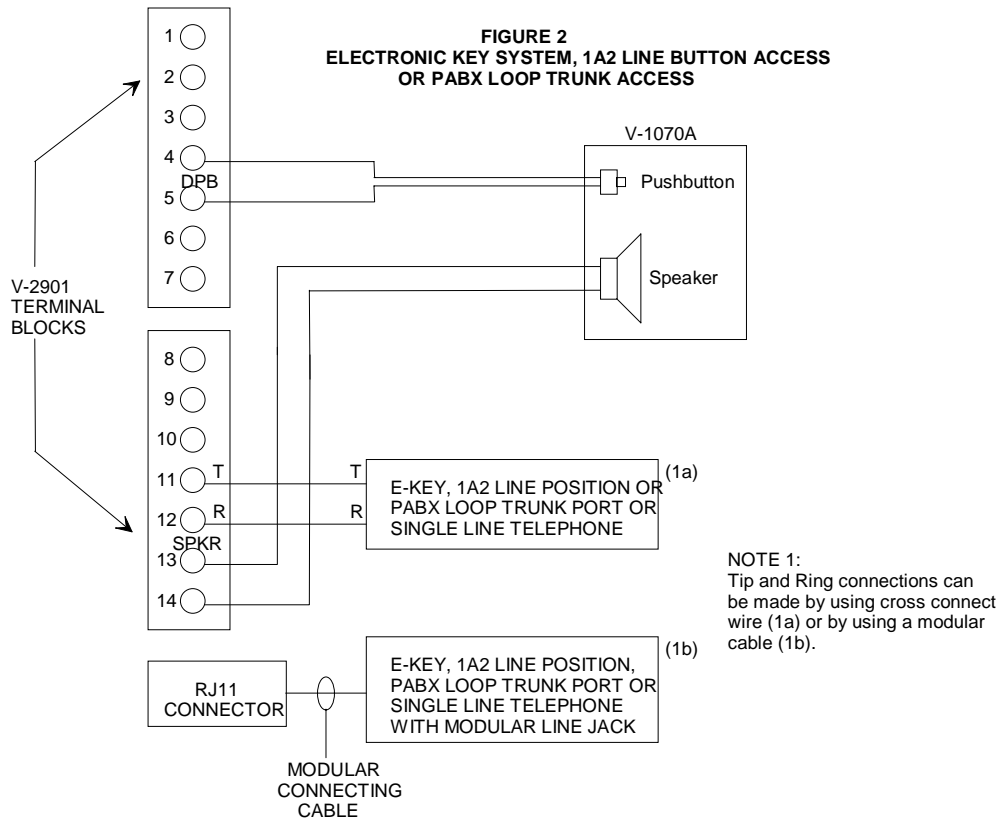 FIGURE 2
ELECTRONIC KEY SYSTEM, 1A2 LINE BUTTON ACCESS
OR PABX LOOP TRUNK ACCESS
1
2
3
4
DPB
5
6
7
V-1070A
Pushbutton
Speaker
V-2901
TERMINAL
BLOCKS
8
9
10
11 T T
12 R R
SPKR
13
14
E-KEY, 1A2 LINE POSITION OR
PABX LOOP TRUNK PORT OR
SINGLE LINE TELEPHONE
(1a)
NOTE 1:
Tip and Ring connections can
be made by using cross connect
wire (1a) or by using a modular
cable (1b).
RJ11
CONNECTOR
E-KEY, 1A2 LINE POSITION,
PABX LOOP TRUNK PORT OR
SINGLE LINE TELEPHONE
WITH MODULAR LINE JACK
(1b)
MODULAR
CONNECTING
CABLE